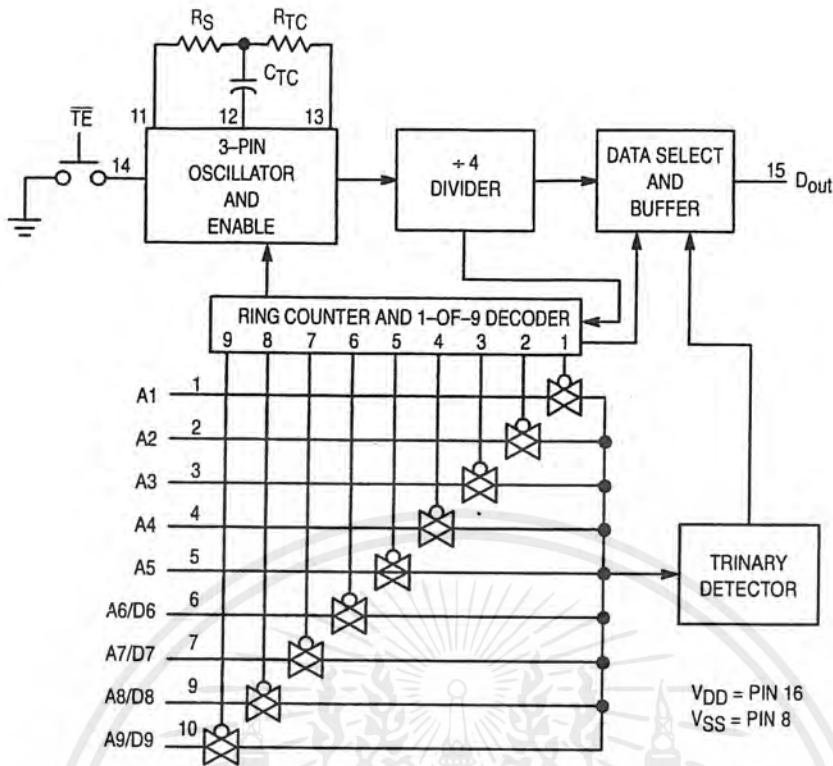 RS RTC
CTC
11 12 13
TE
14
3–PIN
OSCILLATOR
AND
ENABLE
÷ 4
DIVIDER
DATA SELECT
AND
BUFFER
15 Dout
RING COUNTER AND 1–OF–9 DECODER
9 8 7 6 5 4 3 2 1
A1 1
A2 2
A3 3
A4 4
A5 5
A6/D6 6
A7/D7 7
A8/D8 9
A9/D9 10
TRINARY
DETECTOR
VDD = PIN 16
VSS = PIN 8